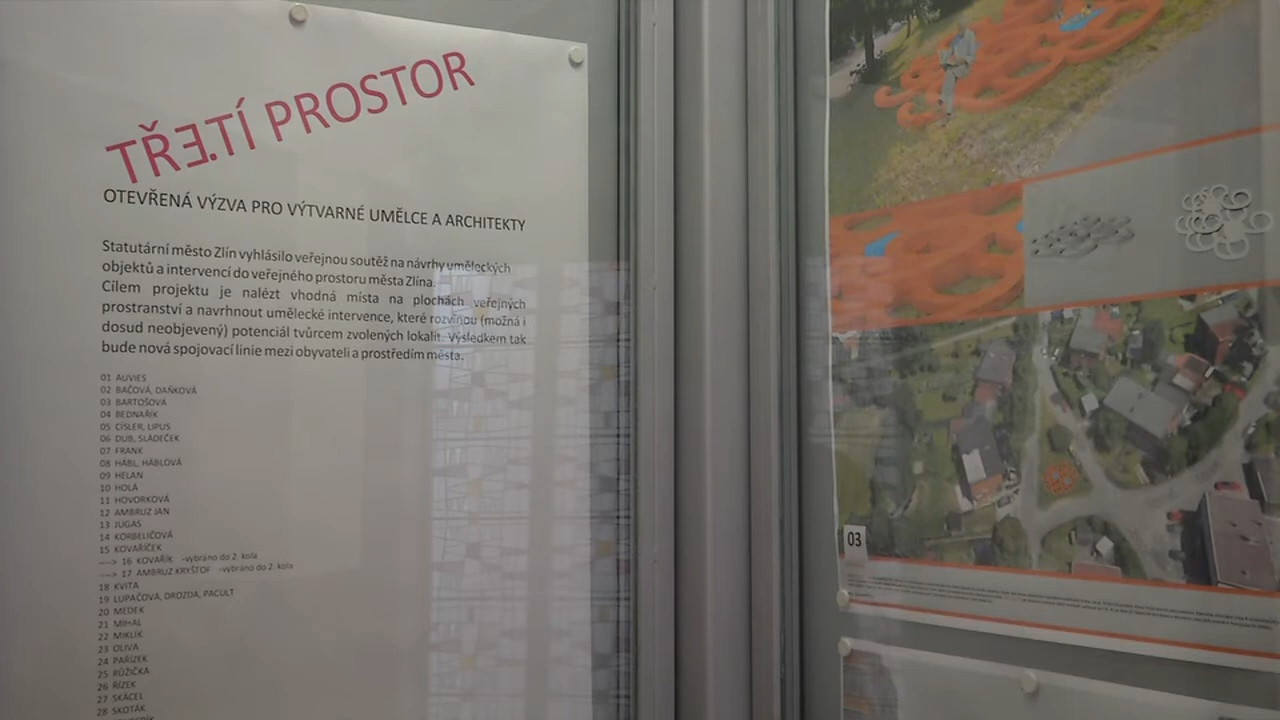 TŘE.TÍ PROSTOR
OTEVŘENÁ VÝZVA PRO VÝTVARNÉ UMĚLCE A ARCHITEKTY
Statutární město Zlín vyhlásilo veřejnou soutěž na návrhy uměleckých
objektů a intervencí do veřejného prostoru města Zlína.
Cílem projektu je nalézt vhodná místa na plochách veřejných
prostranství a navrhnout umělecké intervence, které rozvinou (možná i
dosud neobjevený) potenciál tvůrcem zvolených lokalit. Výsledkem tak
bude nová spojovací linie mezi obyvateli a prostředím města.
01 AUVIES
02 BAČOVÁ, DAŇKOVÁ
03 BARTOŠOVÁ
04 BEDNAŘÍK
05 CÍSLER, LIPUS
06 DUB, SLÁDEČEK
07 FRANK
08 HÁBL, HÁBLOVÁ
09 HELAN
10 HOLÁ
11 HOVORKOVÁ
12 AMBRUZ JAN
13 JUGAS
14 KORBELIČOVÁ
15 KOVAŘÍČEK
---> 16 KOVAŘÍK -vybráno do 2. kola
---> 17 AMBRUZ KRYŠTOF -vybráno do 2. kola
18 KVITA
19 LUPAČOVÁ, DROZDA, PACULT
20 MEDEK
21 MIHÁL
22 MIKLÍK
23 OLIVA
24 PAŘÍZEK
25 RŮŽIČKA
26 ŘÍZEK
27 SKÁCEL
28 SKOTÁK
03